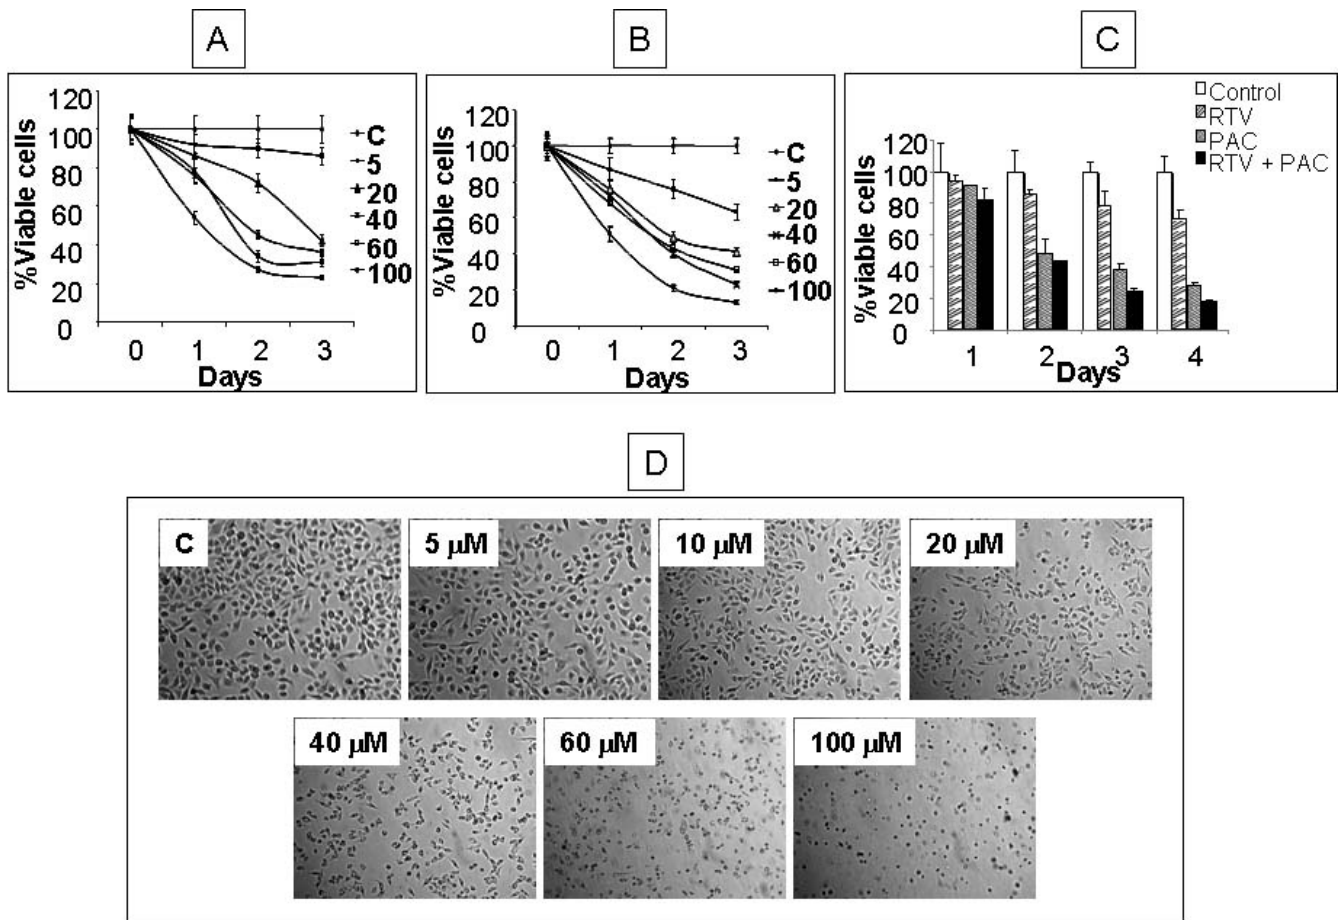 A
B
C
%Viable cells
120
100
80
60
40
20
0
0 1 2 3
Days
C
5
20
40
60
100
%Viable cells
120
100
80
60
40
20
0
0 1 2 3
Days
C
5
20
40
60
100
%viable cells
120
100
80
60
40
20
0
1 2 3 4
Days
Control
RTV
PAC
RTV + PAC
D
C
5 µM
10 µM
20 µM
40 µM
60 µM
100 µM